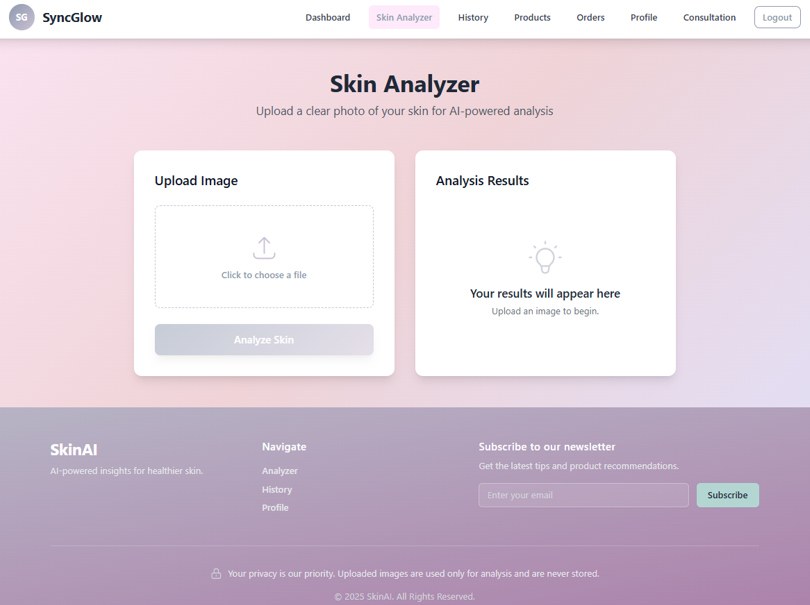 SG SyncGlow Dashboard Skin Analyzer History Products Orders Profile Consultation Logout
Skin Analyzer
Upload a clear photo of your skin for AI-powered analysis
Upload Image
Click to choose a file
Analyze Skin
Analysis Results
Your results will appear here
Upload an image to begin.
SkinAI
AI-powered insights for healthier skin.
Navigate
Analyzer
History
Profile
Subscribe to our newsletter
Get the latest tips and product recommendations.
Enter your email Subscribe
Your privacy is our priority. Uploaded images are used only for analysis and are never stored.
© 2025 SkinAI. All Rights Reserved.